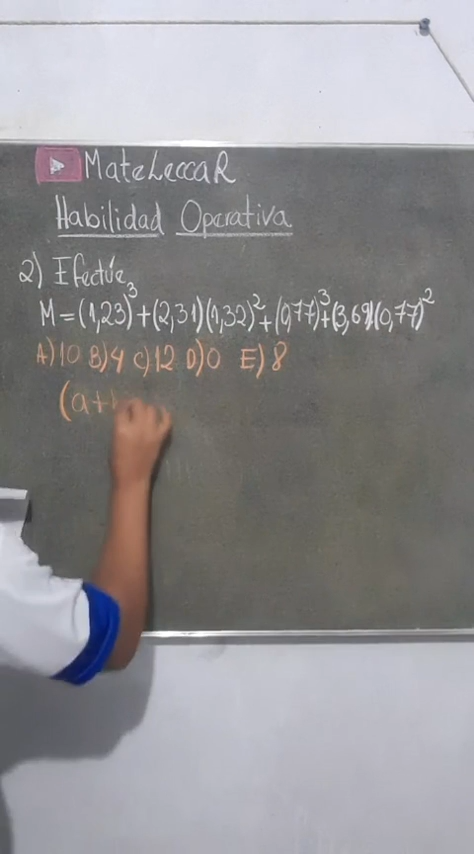 MateLeccaR
Habilidad Operativa
2) Efectúe
M=(1,23)³+(2,31)(1,32)²+(0,77)³+(3,69)(0,77)²
A)10 B)4 C)12 D)0 E)8
(a+